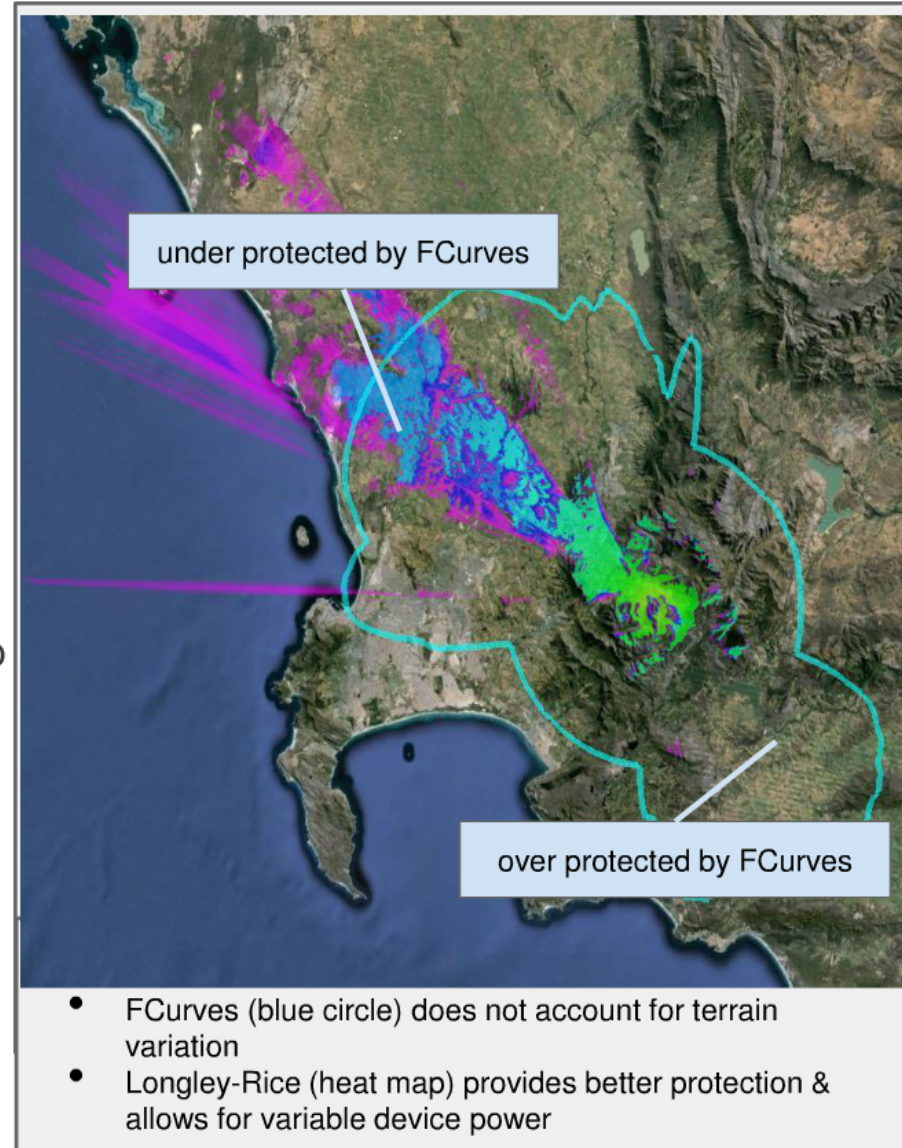 under protected by FCurves
over protected by FCurves
• FCurves (blue circle) does not account for terrain
variation
• Longley-Rice (heat map) provides better protection &
allows for variable device power